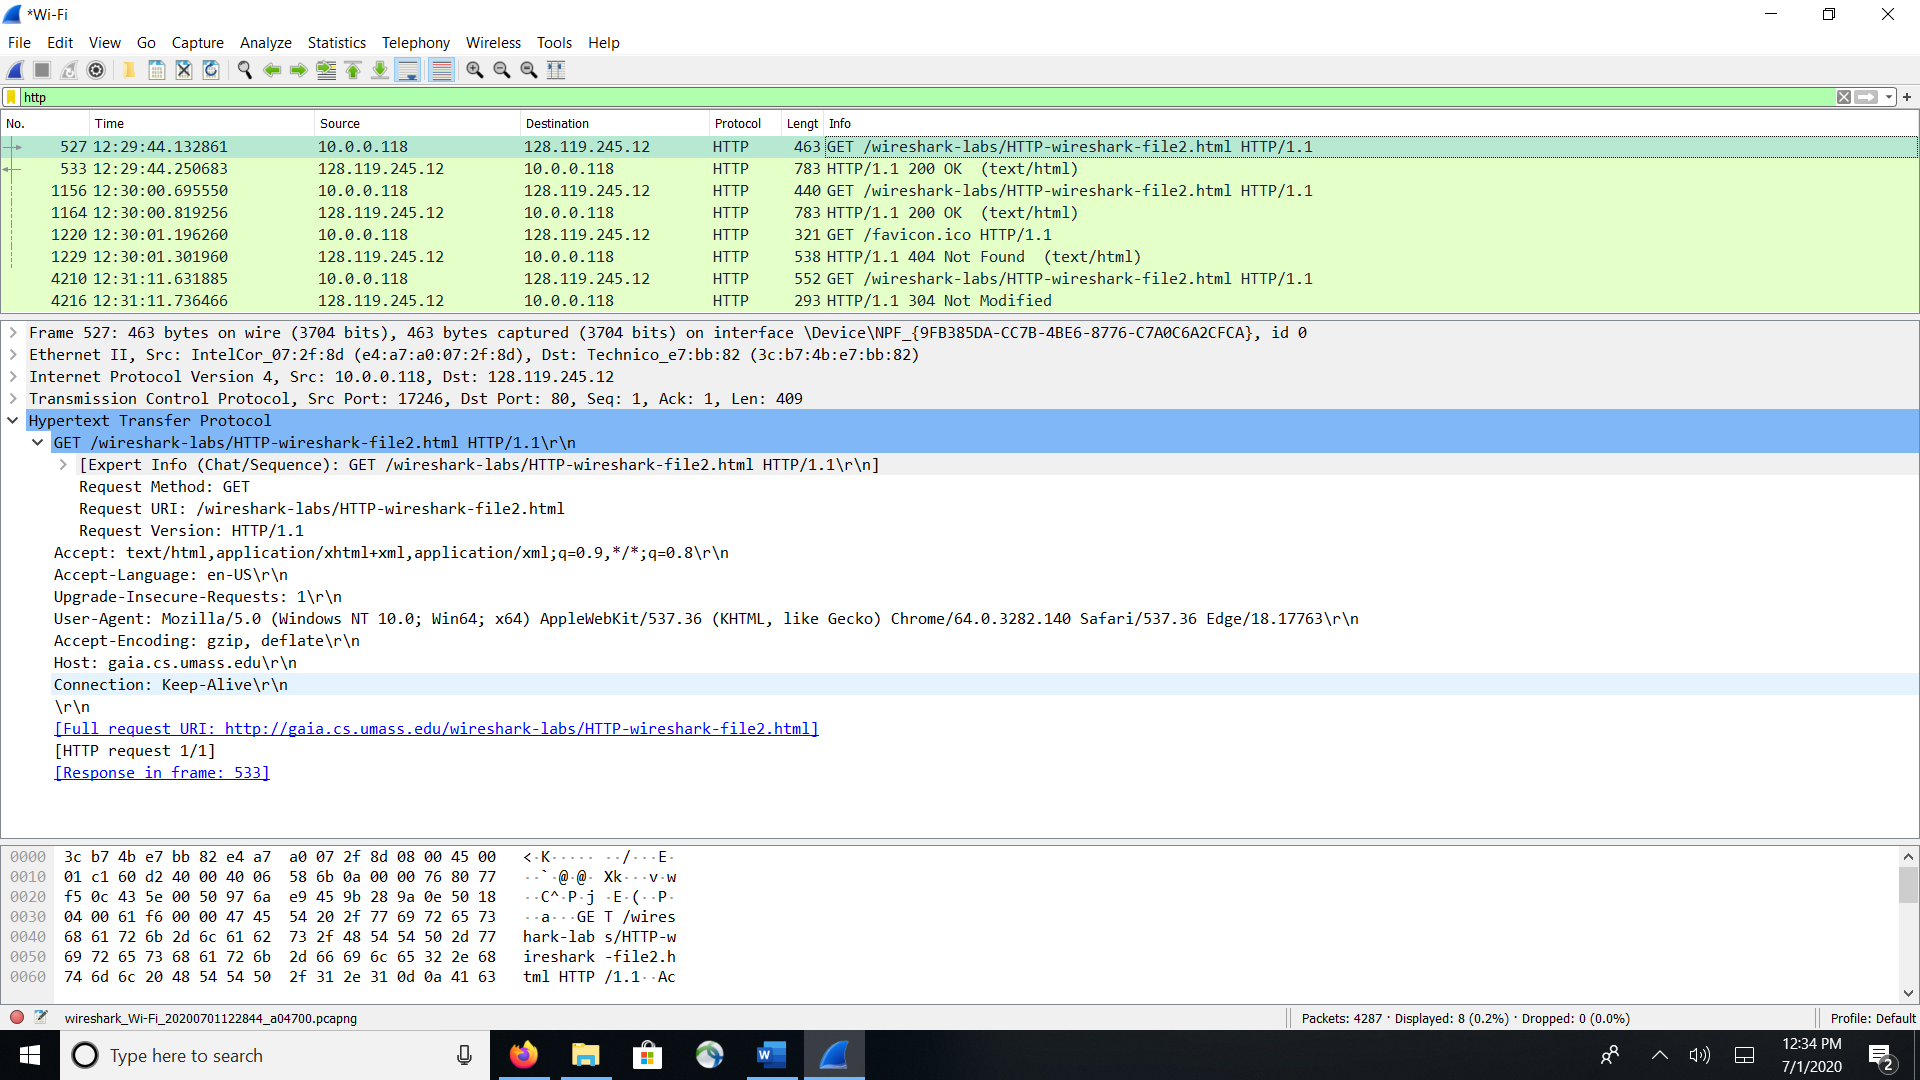 *Wi-Fi
File Edit View Go Capture Analyze Statistics Telephony Wireless Tools Help
http
No. Time Source Destination Protocol Lengt Info
527 12:29:44.132861 10.0.0.118 128.119.245.12 HTTP 463 GET /wireshark-labs/HTTP-wireshark-file2.html HTTP/1.1
533 12:29:44.250683 128.119.245.12 10.0.0.118 HTTP 783 HTTP/1.1 200 OK (text/html)
1156 12:30:00.695550 10.0.0.118 128.119.245.12 HTTP 440 GET /wireshark-labs/HTTP-wireshark-file2.html HTTP/1.1
1164 12:30:00.819256 128.119.245.12 10.0.0.118 HTTP 783 HTTP/1.1 200 OK (text/html)
1220 12:30:01.196260 10.0.0.118 128.119.245.12 HTTP 321 GET /favicon.ico HTTP/1.1
1229 12:30:01.301960 128.119.245.12 10.0.0.118 HTTP 538 HTTP/1.1 404 Not Found (text/html)
4210 12:31:11.631885 10.0.0.118 128.119.245.12 HTTP 552 GET /wireshark-labs/HTTP-wireshark-file2.html HTTP/1.1
4216 12:31:11.736466 128.119.245.12 10.0.0.118 HTTP 293 HTTP/1.1 304 Not Modified
Frame 527: 463 bytes on wire (3704 bits), 463 bytes captured (3704 bits) on interface \Device\NPF_{9FB385DA-CC7B-4BE6-8776-C7A0C6A2CFCA}, id 0
Ethernet II, Src: IntelCor_07:2f:8d (e4:a7:a0:07:2f:8d), Dst: Technico_e7:bb:82 (3c:b7:4b:e7:bb:82)
Internet Protocol Version 4, Src: 10.0.0.118, Dst: 128.119.245.12
Transmission Control Protocol, Src Port: 17246, Dst Port: 80, Seq: 1, Ack: 1, Len: 409
Hypertext Transfer Protocol
GET /wireshark-labs/HTTP-wireshark-file2.html HTTP/1.1\r\n
[Expert Info (Chat/Sequence): GET /wireshark-labs/HTTP-wireshark-file2.html HTTP/1.1\r\n]
Request Method: GET
Request URI: /wireshark-labs/HTTP-wireshark-file2.html
Request Version: HTTP/1.1
Accept: text/html,application/xhtml+xml,application/xml;q=0.9,*/*;q=0.8\r\n
Accept-Language: en-US\r\n
Upgrade-Insecure-Requests: 1\r\n
User-Agent: Mozilla/5.0 (Windows NT 10.0; Win64; x64) AppleWebKit/537.36 (KHTML, like Gecko) Chrome/64.0.3282.140 Safari/537.36 Edge/18.17763\r\n
Accept-Encoding: gzip, deflate\r\n
Host: gaia.cs.umass.edu\r\n
Connection: Keep-Alive\r\n
\r\n
[Full request URI: http://gaia.cs.umass.edu/wireshark-labs/HTTP-wireshark-file2.html]
[HTTP request 1/1]
[Response in frame: 533]
0000 3c b7 4b e7 bb 82 e4 a7 a0 07 2f 8d 08 00 45 00 <·K····· ··/···E·
0010 01 c1 60 d2 40 00 40 06 58 6b 0a 00 00 76 80 77 ··`·@·@· Xk···v·w
0020 f5 0c 43 5e 00 50 97 6a e9 45 9b 28 9a 0e 50 18 ··C^·P·j ·E·(··P·
0030 04 00 61 f6 00 00 47 45 54 20 2f 77 69 72 65 73 ··a···GE T /wires
0040 68 61 72 6b 2d 6c 61 62 73 2f 48 54 54 50 2d 77 hark-lab s/HTTP-w
0050 69 72 65 73 68 61 72 6b 2d 66 69 6c 65 32 2e 68 ireshark -file2.h
0060 74 6d 6c 20 48 54 54 50 2f 31 2e 31 0d 0a 41 63 tml HTTP /1.1··Ac
wireshark_Wi-Fi_20200701122844_a04700.pcapng Packets: 4287 · Displayed: 8 (0.2%) · Dropped: 0 (0.0%) Profile: Default
Type here to search
12:34 PM
7/1/2020
2